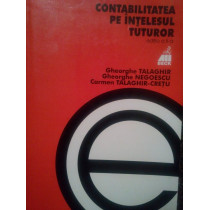 CONTABILITATEA
PE ÎNȚELESUL
TUTUROR
Gheorghe TALAGHIR
Gheorghe NEGOESCU
Carmen TALAGHIR-CREȚU